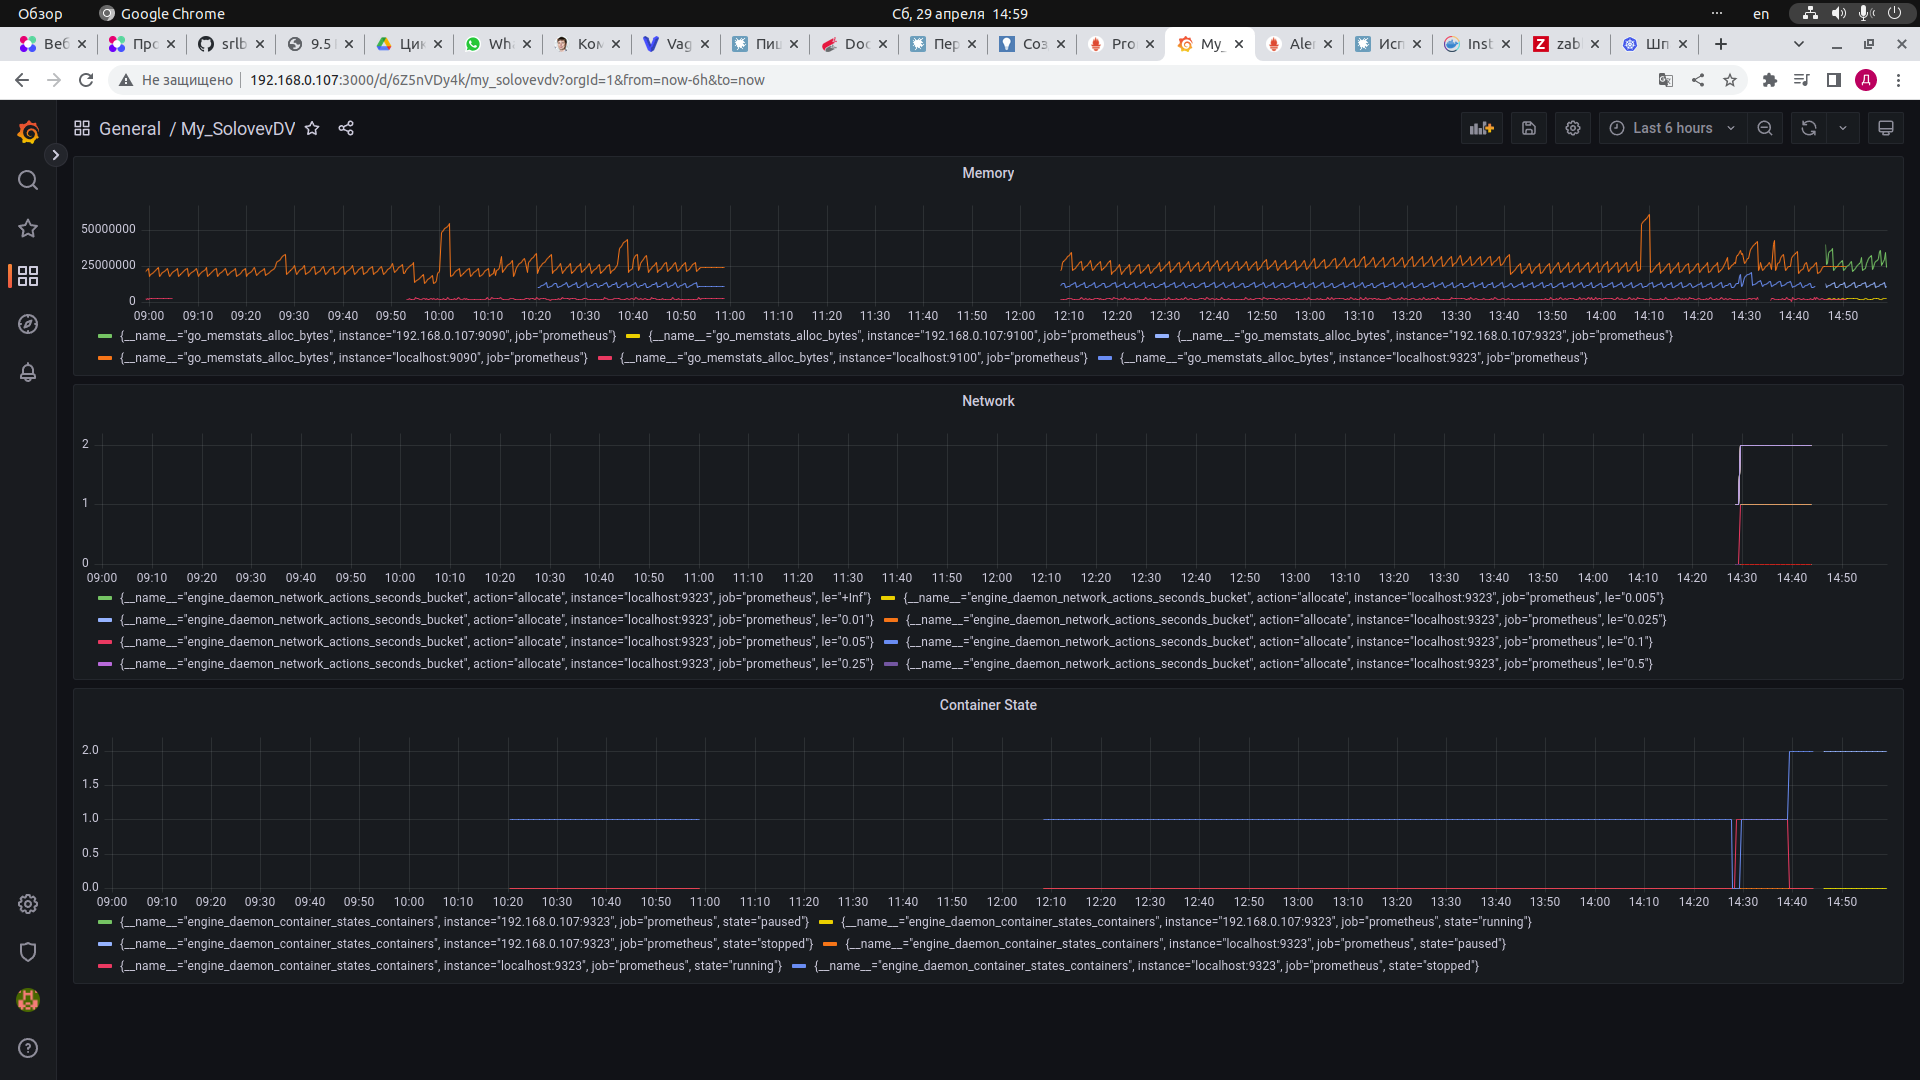 Обзор Google Chrome Сб, 29 апреля 14:59 en
Веб Про srlb 9.5 Цик Wha Ком Vag Пиц Doc Пер Соз Pro My_ Aler Исп Inst zab Шп
Не защищено 192.168.0.107:3000/d/6Z5nVDy4k/my_solovevdv?orgId=1&from=now-6h&to=now Д
General / My_SolovevDV Last 6 hours
Memory
50000000
25000000
0
09:00 09:10 09:20 09:30 09:40 09:50 10:00 10:10 10:20 10:30 10:40 10:50 11:00 11:10 11:20 11:30 11:40 11:50 12:00 12:10 12:20 12:30 12:40 12:50 13:00 13:10 13:20 13:30 13:40 13:50 14:00 14:10 14:20 14:30 14:40 14:50
{__name__="go_memstats_alloc_bytes", instance="192.168.0.107:9090", job="prometheus"} {__name__="go_memstats_alloc_bytes", instance="192.168.0.107:9100", job="prometheus"} {__name__="go_memstats_alloc_bytes", instance="192.168.0.107:9323", job="prometheus"}
{__name__="go_memstats_alloc_bytes", instance="localhost:9090", job="prometheus"} {__name__="go_memstats_alloc_bytes", instance="localhost:9100", job="prometheus"} {__name__="go_memstats_alloc_bytes", instance="localhost:9323", job="prometheus"}
Network
2
1
0
09:00 09:10 09:20 09:30 09:40 09:50 10:00 10:10 10:20 10:30 10:40 10:50 11:00 11:10 11:20 11:30 11:40 11:50 12:00 12:10 12:20 12:30 12:40 12:50 13:00 13:10 13:20 13:30 13:40 13:50 14:00 14:10 14:20 14:30 14:40 14:50
{__name__="engine_daemon_network_actions_seconds_bucket", action="allocate", instance="localhost:9323", job="prometheus", le="+Inf"} {__name__="engine_daemon_network_actions_seconds_bucket", action="allocate", instance="localhost:9323", job="prometheus", le="0.005"}
{__name__="engine_daemon_network_actions_seconds_bucket", action="allocate", instance="localhost:9323", job="prometheus", le="0.01"} {__name__="engine_daemon_network_actions_seconds_bucket", action="allocate", instance="localhost:9323", job="prometheus", le="0.025"}
{__name__="engine_daemon_network_actions_seconds_bucket", action="allocate", instance="localhost:9323", job="prometheus", le="0.05"} {__name__="engine_daemon_network_actions_seconds_bucket", action="allocate", instance="localhost:9323", job="prometheus", le="0.1"}
{__name__="engine_daemon_network_actions_seconds_bucket", action="allocate", instance="localhost:9323", job="prometheus", le="0.25"} {__name__="engine_daemon_network_actions_seconds_bucket", action="allocate", instance="localhost:9323", job="prometheus", le="0.5"}
Container State
2.0
1.5
1.0
0.5
0.0
09:00 09:10 09:20 09:30 09:40 09:50 10:00 10:10 10:20 10:30 10:40 10:50 11:00 11:10 11:20 11:30 11:40 11:50 12:00 12:10 12:20 12:30 12:40 12:50 13:00 13:10 13:20 13:30 13:40 13:50 14:00 14:10 14:20 14:30 14:40 14:50
{__name__="engine_daemon_container_states_containers", instance="192.168.0.107:9323", job="prometheus", state="paused"} {__name__="engine_daemon_container_states_containers", instance="192.168.0.107:9323", job="prometheus", state="running"}
{__name__="engine_daemon_container_states_containers", instance="192.168.0.107:9323", job="prometheus", state="stopped"} {__name__="engine_daemon_container_states_containers", instance="localhost:9323", job="prometheus", state="paused"}
{__name__="engine_daemon_container_states_containers", instance="localhost:9323", job="prometheus", state="running"} {__name__="engine_daemon_container_states_containers", instance="localhost:9323", job="prometheus", state="stopped"}